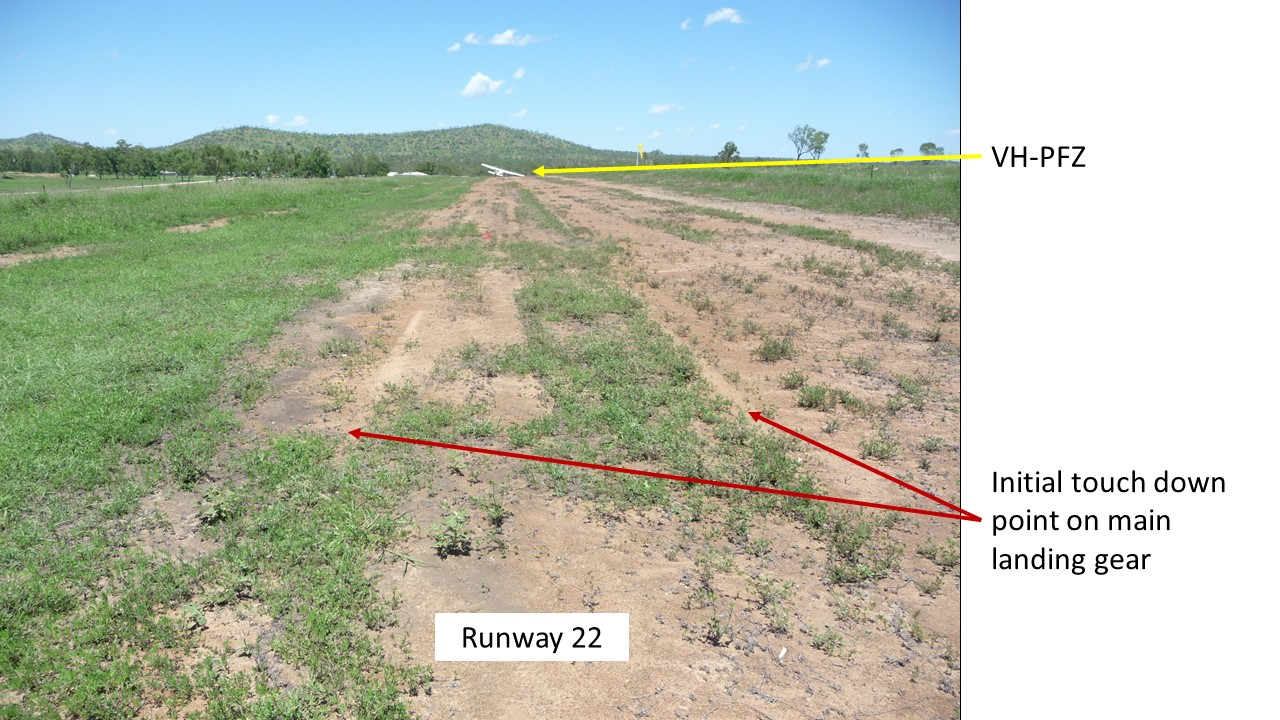 VH-PFZ
Initial touch down
point on main
landing gear
Runway 22